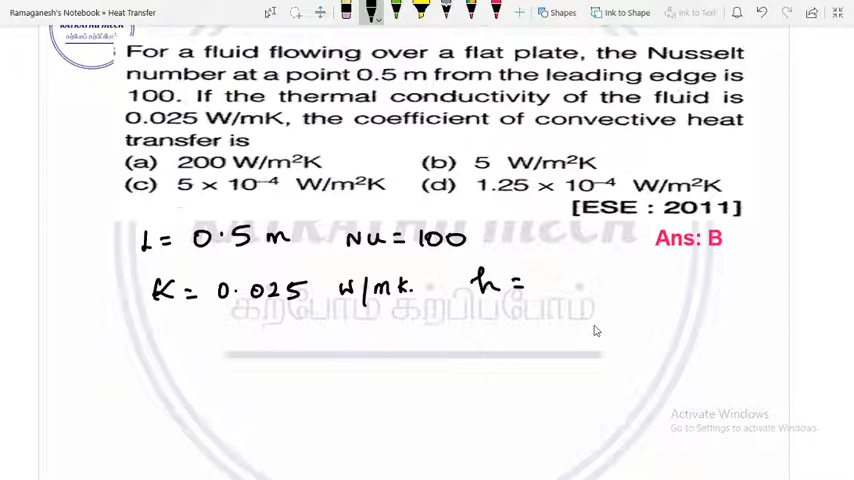 Ramaganesh's Notebook » Heat Transfer
Shapes
Ink to Shape
Ink to Text
கற்போம் கற்பிப்போம்
For a fluid flowing over a flat plate, the Nusselt
number at a point 0.5 m from the leading edge is
100. If the thermal conductivity of the fluid is
0.025 W/mK, the coefficient of convective heat
transfer is
(a) 200 W/m²K (b) 5 W/m²K
(c) 5 × 10⁻⁴ W/m²K (d) 1.25 × 10⁻⁴ W/m²K
[ESE : 2011]
L = 0.5 m Nu = 100 Ans: B
K = 0.025 W/mk. h =
கற்போம் கற்பிப்போம்
Activate Windows
Go to Settings to activate Windows.